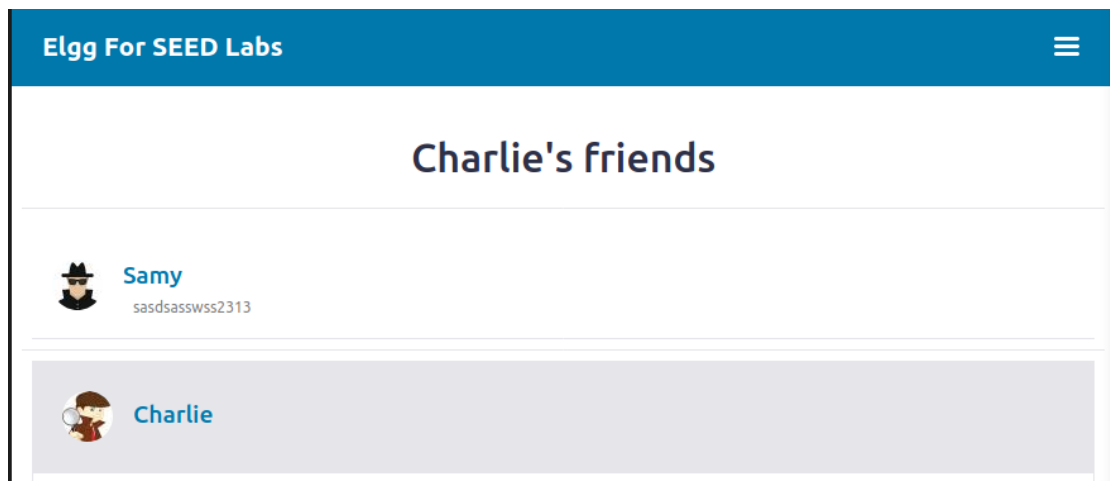 Elgg For SEED Labs
Charlie's friends
Samy
sasdsasswss2313
Charlie